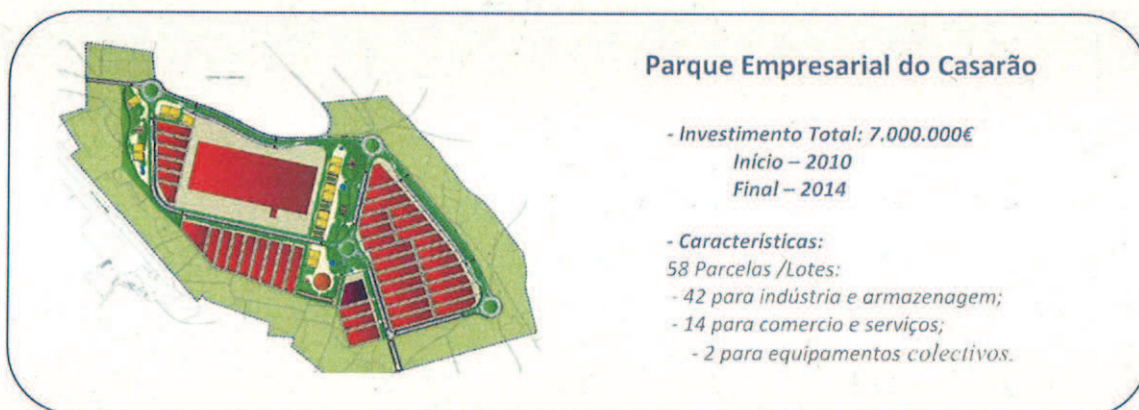 Parque Empresarial do Casarão
- Investimento Total: 7.000.000€
Início – 2010
Final – 2014
- Características:
58 Parcelas /Lotes:
- 42 para indústria e armazenagem;
- 14 para comercio e serviços;
- 2 para equipamentos colectivos.